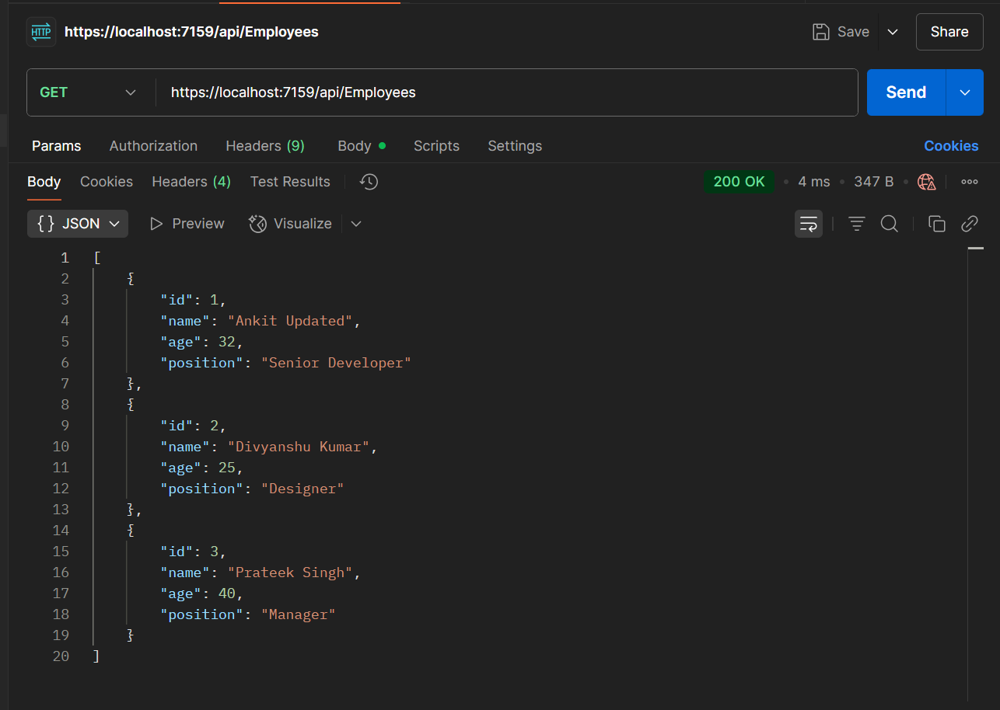 HTTP https://localhost:7159/api/Employees Save Share
GET https://localhost:7159/api/Employees Send
Params Authorization Headers (9) Body Scripts Settings Cookies
Body Cookies Headers (4) Test Results 200 OK • 4 ms • 347 B •
{} JSON Preview Visualize
1 [
2 {
3 "id": 1,
4 "name": "Ankit Updated",
5 "age": 32,
6 "position": "Senior Developer"
7 },
8 {
9 "id": 2,
10 "name": "Divyanshu Kumar",
11 "age": 25,
12 "position": "Designer"
13 },
14 {
15 "id": 3,
16 "name": "Prateek Singh",
17 "age": 40,
18 "position": "Manager"
19 }
20 ]